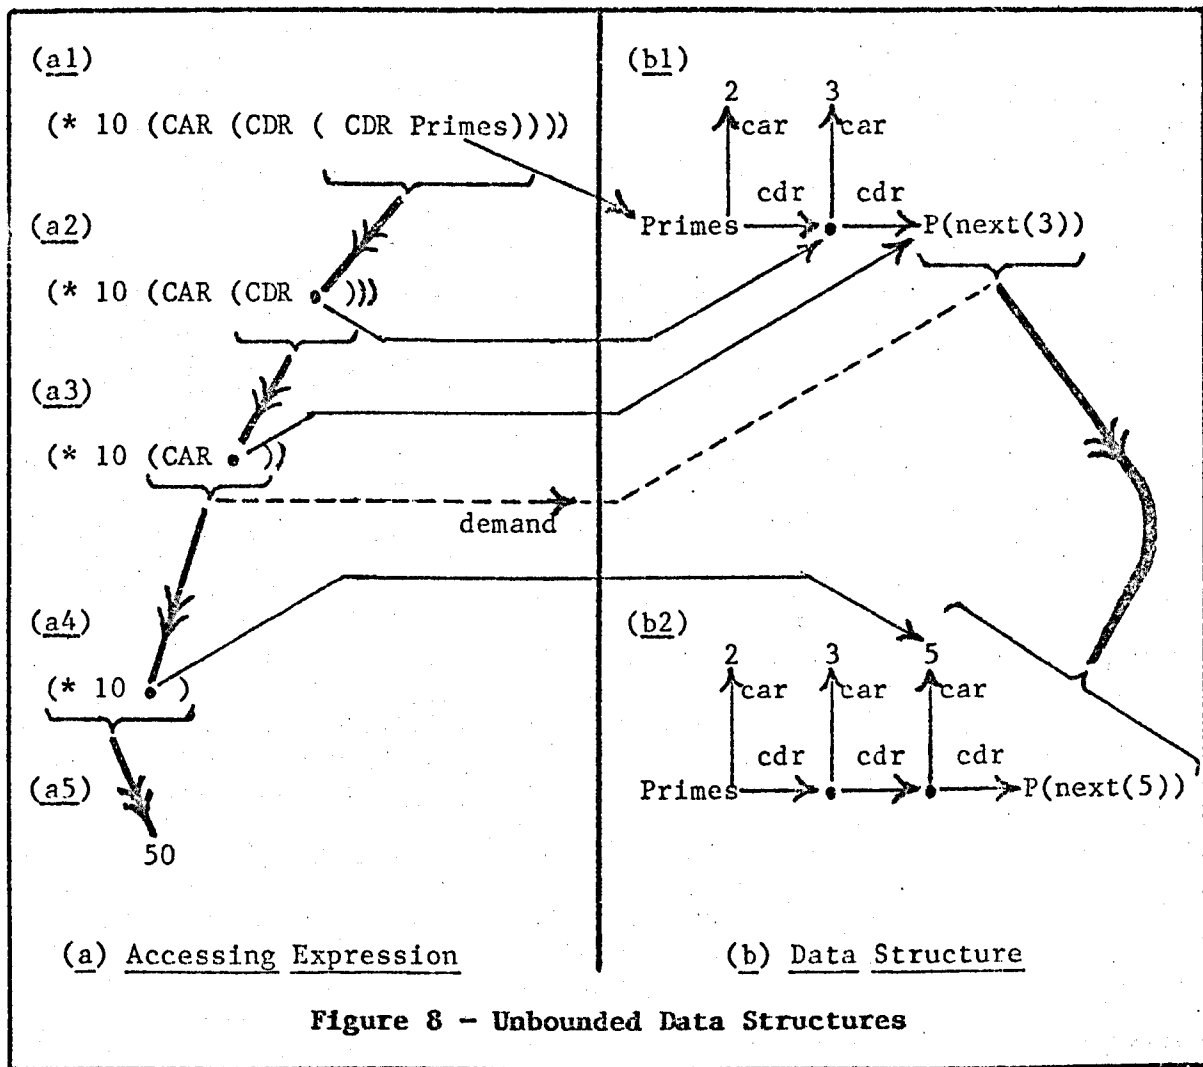 (a1)
(* 10 (CAR (CDR ( CDR Primes))))
(a2)
(* 10 (CAR (CDR )))
(a3)
(* 10 (CAR ))
demand
(a4)
(* 10 )
(a5)
50
(a) Accessing Expression
(b1)
2 3
car car
cdr cdr
Primes P(next(3))
(b2)
2 3 5
car car car
cdr cdr cdr
Primes P(next(5))
(b) Data Structure
Figure 8 - Unbounded Data Structures